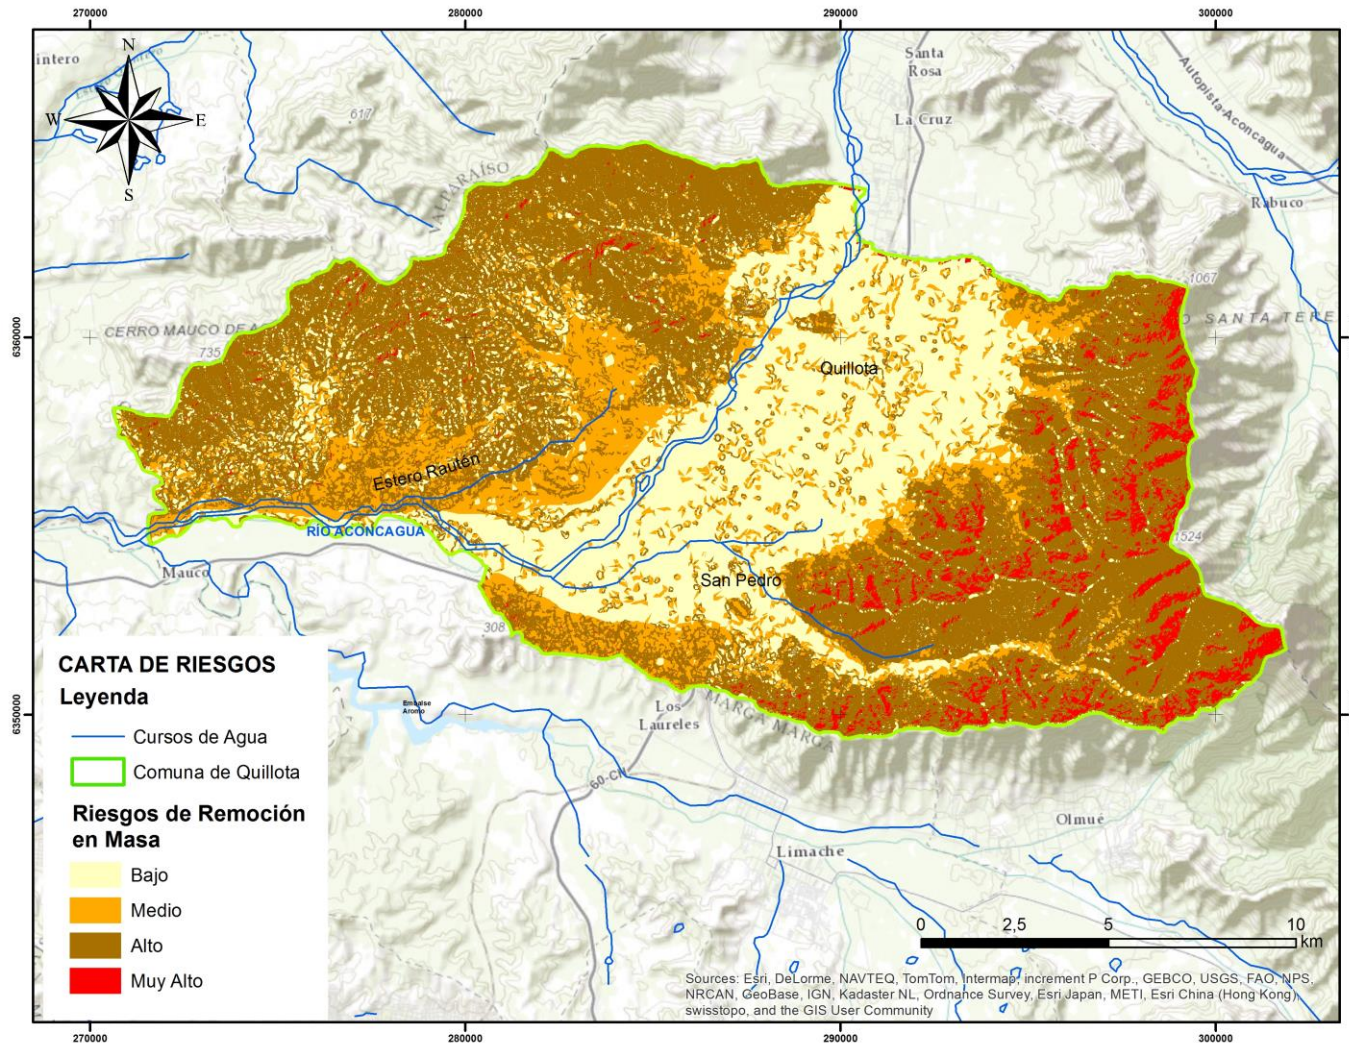 270000
280000
290000
300000
intero
N
W
E
S
617
VALPARAÍSO
Santa
Rosa
La Cruz
Autopista-Aconcagua
Rabuco
1067
6360000
CERRO MAUCO DE A
735
O SANTA TERE
Quillota
Estero Rautén
RÍO ACONCAGUA
1524
Mauco
San Pedro
308
CARTA DE RIESGOS
Leyenda
Cursos de Agua
Comuna de Quillota
Riesgos de Remoción
en Masa
Bajo
Medio
Alto
Muy Alto
6350000
Embalse
Aromo
Los
Laureles
MARGA MARGA
60-CH
Olmué
Limache
0
2,5
5
10
km
Sources: Esri, DeLorme, NAVTEQ, TomTom, Intermap, increment P Corp., GEBCO, USGS, FAO, NPS,
NRCAN, GeoBase, IGN, Kadaster NL, Ordnance Survey, Esri Japan, METI, Esri China (Hong Kong),
swisstopo, and the GIS User Community
270000
280000
290000
300000